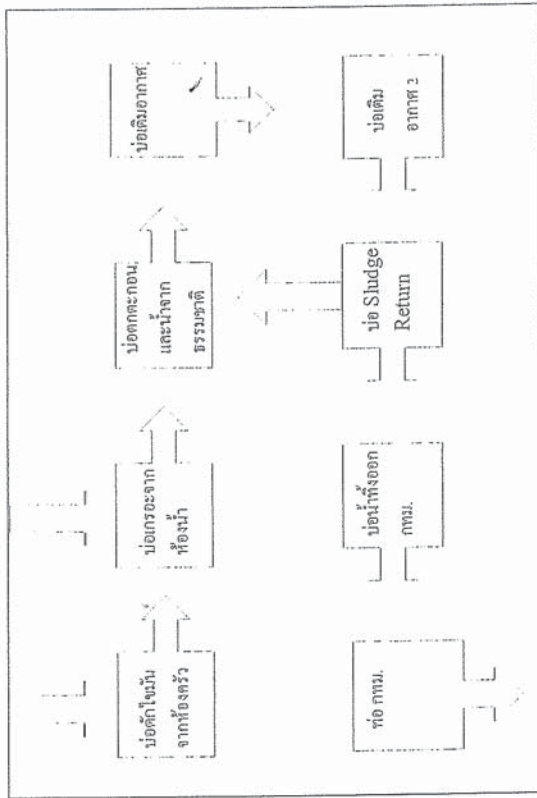 บ่อดักไขมัน
จากห้องครัว
บ่อเกรอะจาก
ห้องน้ำ
บ่อตกตะกอน
และน้ำจาก
ธรรมชาติ
บ่อเติมอากาศ
ท่อ กทม.
บ่อน้ำทิ้งออก
กทม.
บ่อ Sludge
Return
บ่อเติม
อากาศ 2